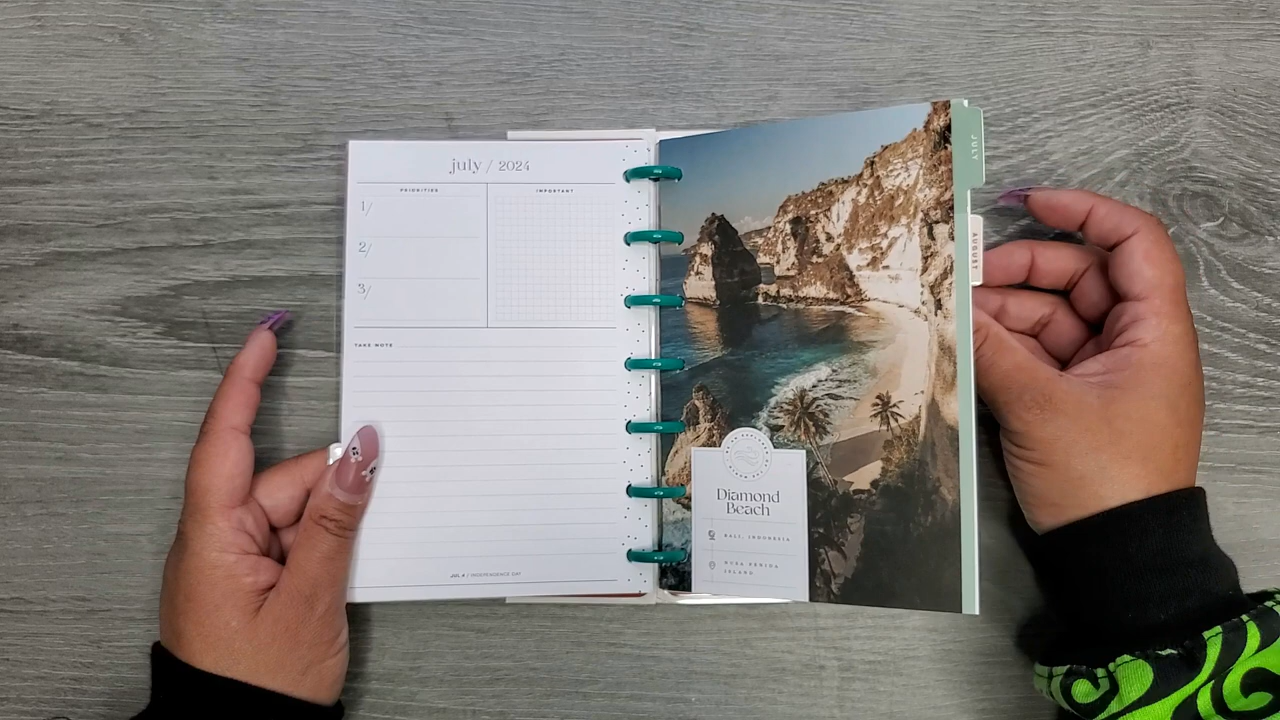 july / 2024
PRIORITIES
IMPORTANT
1/
2/
3/
TAKE NOTE
JUL 4 / INDEPENDENCE DAY
JULY
AUGUST
Diamond
Beach
BALI, INDONESIA
NUSA PENIDA
ISLAND